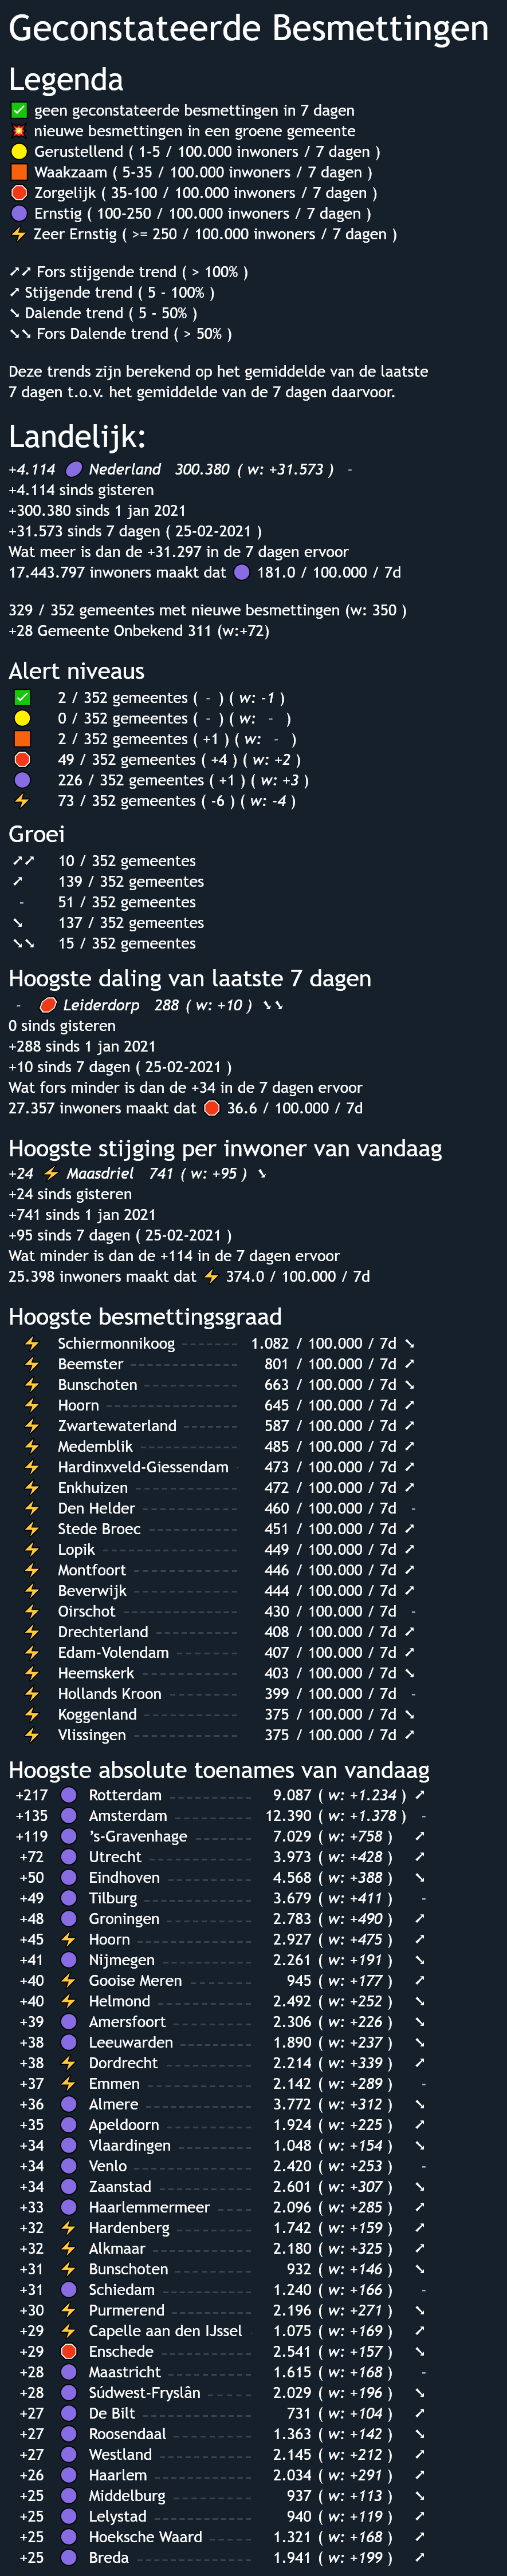 Geconstateerde Besmettingen
Legenda
geen geconstateerde besmettingen in 7 dagen
nieuwe besmettingen in een groene gemeente
Gerustellend ( 1-5 / 100.000 inwoners / 7 dagen )
Waakzaam ( 5-35 / 100.000 inwoners / 7 dagen )
Zorgelijk ( 35-100 / 100.000 inwoners / 7 dagen )
Ernstig ( 100-250 / 100.000 inwoners / 7 dagen )
Zeer Ernstig ( >= 250 / 100.000 inwoners / 7 dagen )
➚➚ Fors stijgende trend ( > 100% )
➚ Stijgende trend ( 5 - 100% )
➘ Dalende trend ( 5 - 50% )
➘➘ Fors Dalende trend ( > 50% )
Deze trends zijn berekend op het gemiddelde van de laatste
7 dagen t.o.v. het gemiddelde van de 7 dagen daarvoor.
Landelijk:
+4.114 Nederland 300.380 ( w: +31.573 ) -
+4.114 sinds gisteren
+300.380 sinds 1 jan 2021
+31.573 sinds 7 dagen ( 25-02-2021 )
Wat meer is dan de +31.297 in de 7 dagen ervoor
17.443.797 inwoners maakt dat 181.0 / 100.000 / 7d
329 / 352 gemeentes met nieuwe besmettingen (w: 350 )
+28 Gemeente Onbekend 311 (w:+72)
Alert niveaus
2 / 352 gemeentes ( - ) ( w: -1 )
0 / 352 gemeentes ( - ) ( w: - )
2 / 352 gemeentes ( +1 ) ( w: - )
49 / 352 gemeentes ( +4 ) ( w: +2 )
226 / 352 gemeentes ( +1 ) ( w: +3 )
73 / 352 gemeentes ( -6 ) ( w: -4 )
Groei
➚➚ 10 / 352 gemeentes
➚ 139 / 352 gemeentes
- 51 / 352 gemeentes
➘ 137 / 352 gemeentes
➘➘ 15 / 352 gemeentes
Hoogste daling van laatste 7 dagen
- Leiderdorp 288 ( w: +10 ) ➘➘
0 sinds gisteren
+288 sinds 1 jan 2021
+10 sinds 7 dagen ( 25-02-2021 )
Wat fors minder is dan de +34 in de 7 dagen ervoor
27.357 inwoners maakt dat 36.6 / 100.000 / 7d
Hoogste stijging per inwoner van vandaag
+24 Maasdriel 741 ( w: +95 ) ➘
+24 sinds gisteren
+741 sinds 1 jan 2021
+95 sinds 7 dagen ( 25-02-2021 )
Wat minder is dan de +114 in de 7 dagen ervoor
25.398 inwoners maakt dat 374.0 / 100.000 / 7d
Hoogste besmettingsgraad
Schiermonnikoog 1.082 / 100.000 / 7d ➘
Beemster 801 / 100.000 / 7d ➚
Bunschoten 663 / 100.000 / 7d ➘
Hoorn 645 / 100.000 / 7d ➚
Zwartewaterland 587 / 100.000 / 7d ➚
Medemblik 485 / 100.000 / 7d ➚
Hardinxveld-Giessendam 473 / 100.000 / 7d ➚
Enkhuizen 472 / 100.000 / 7d ➚
Den Helder 460 / 100.000 / 7d -
Stede Broec 451 / 100.000 / 7d ➚
Lopik 449 / 100.000 / 7d ➚
Montfoort 446 / 100.000 / 7d ➚
Beverwijk 444 / 100.000 / 7d ➚
Oirschot 430 / 100.000 / 7d -
Drechterland 408 / 100.000 / 7d ➚
Edam-Volendam 407 / 100.000 / 7d ➚
Heemskerk 403 / 100.000 / 7d ➘
Hollands Kroon 399 / 100.000 / 7d -
Koggenland 375 / 100.000 / 7d ➘
Vlissingen 375 / 100.000 / 7d ➚
Hoogste absolute toenames van vandaag
+217 Rotterdam 9.087 ( w: +1.234 ) ➚
+135 Amsterdam 12.390 ( w: +1.378 ) -
+119 's-Gravenhage 7.029 ( w: +758 ) ➚
+72 Utrecht 3.973 ( w: +428 ) ➚
+50 Eindhoven 4.568 ( w: +388 ) ➘
+49 Tilburg 3.679 ( w: +411 ) -
+48 Groningen 2.783 ( w: +490 ) ➚
+45 Hoorn 2.927 ( w: +475 ) ➚
+41 Nijmegen 2.261 ( w: +191 ) ➘
+40 Gooise Meren 945 ( w: +177 ) ➚
+40 Helmond 2.492 ( w: +252 ) ➘
+39 Amersfoort 2.306 ( w: +226 ) ➘
+38 Leeuwarden 1.890 ( w: +237 ) ➘
+38 Dordrecht 2.214 ( w: +339 ) ➚
+37 Emmen 2.142 ( w: +289 ) -
+36 Almere 3.772 ( w: +312 ) ➘
+35 Apeldoorn 1.924 ( w: +225 ) ➚
+34 Vlaardingen 1.048 ( w: +154 ) ➘
+34 Venlo 2.420 ( w: +253 ) -
+34 Zaanstad 2.601 ( w: +307 ) ➘
+33 Haarlemmermeer 2.096 ( w: +285 ) ➚
+32 Hardenberg 1.742 ( w: +159 ) ➚
+32 Alkmaar 2.180 ( w: +325 ) ➚
+31 Bunschoten 932 ( w: +146 ) ➘
+31 Schiedam 1.240 ( w: +166 ) -
+30 Purmerend 2.196 ( w: +271 ) ➘
+29 Capelle aan den IJssel 1.075 ( w: +169 ) ➚
+29 Enschede 2.541 ( w: +157 ) ➘
+28 Maastricht 1.615 ( w: +168 ) -
+28 Súdwest-Fryslân 2.029 ( w: +196 ) ➘
+27 De Bilt 731 ( w: +104 ) ➚
+27 Roosendaal 1.363 ( w: +142 ) ➘
+27 Westland 2.145 ( w: +212 ) ➚
+26 Haarlem 2.034 ( w: +291 ) ➚
+25 Middelburg 937 ( w: +113 ) ➘
+25 Lelystad 940 ( w: +119 ) ➚
+25 Hoeksche Waard 1.321 ( w: +168 ) ➚
+25 Breda 1.941 ( w: +199 ) ➚